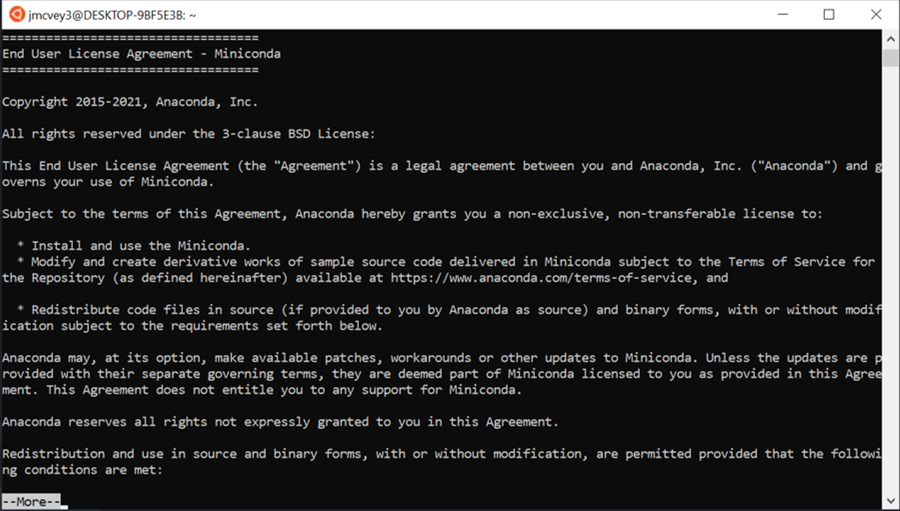 jmcvey3@DESKTOP-9BF5E3B: ~
===================================
End User License Agreement - Miniconda
===================================
Copyright 2015-2021, Anaconda, Inc.
All rights reserved under the 3-clause BSD License:
This End User License Agreement (the "Agreement") is a legal agreement between you and Anaconda, Inc. ("Anaconda") and g
overns your use of Miniconda.
Subject to the terms of this Agreement, Anaconda hereby grants you a non-exclusive, non-transferable license to:
* Install and use the Miniconda.
* Modify and create derivative works of sample source code delivered in Miniconda subject to the Terms of Service for
the Repository (as defined hereinafter) available at https://www.anaconda.com/terms-of-service, and
* Redistribute code files in source (if provided to you by Anaconda as source) and binary forms, with or without modif
ication subject to the requirements set forth below.
Anaconda may, at its option, make available patches, workarounds or other updates to Miniconda. Unless the updates are p
rovided with their separate governing terms, they are deemed part of Miniconda licensed to you as provided in this Agree
ment. This Agreement does not entitle you to any support for Miniconda.
Anaconda reserves all rights not expressly granted to you in this Agreement.
Redistribution and use in source and binary forms, with or without modification, are permitted provided that the followi
ng conditions are met:
--More--